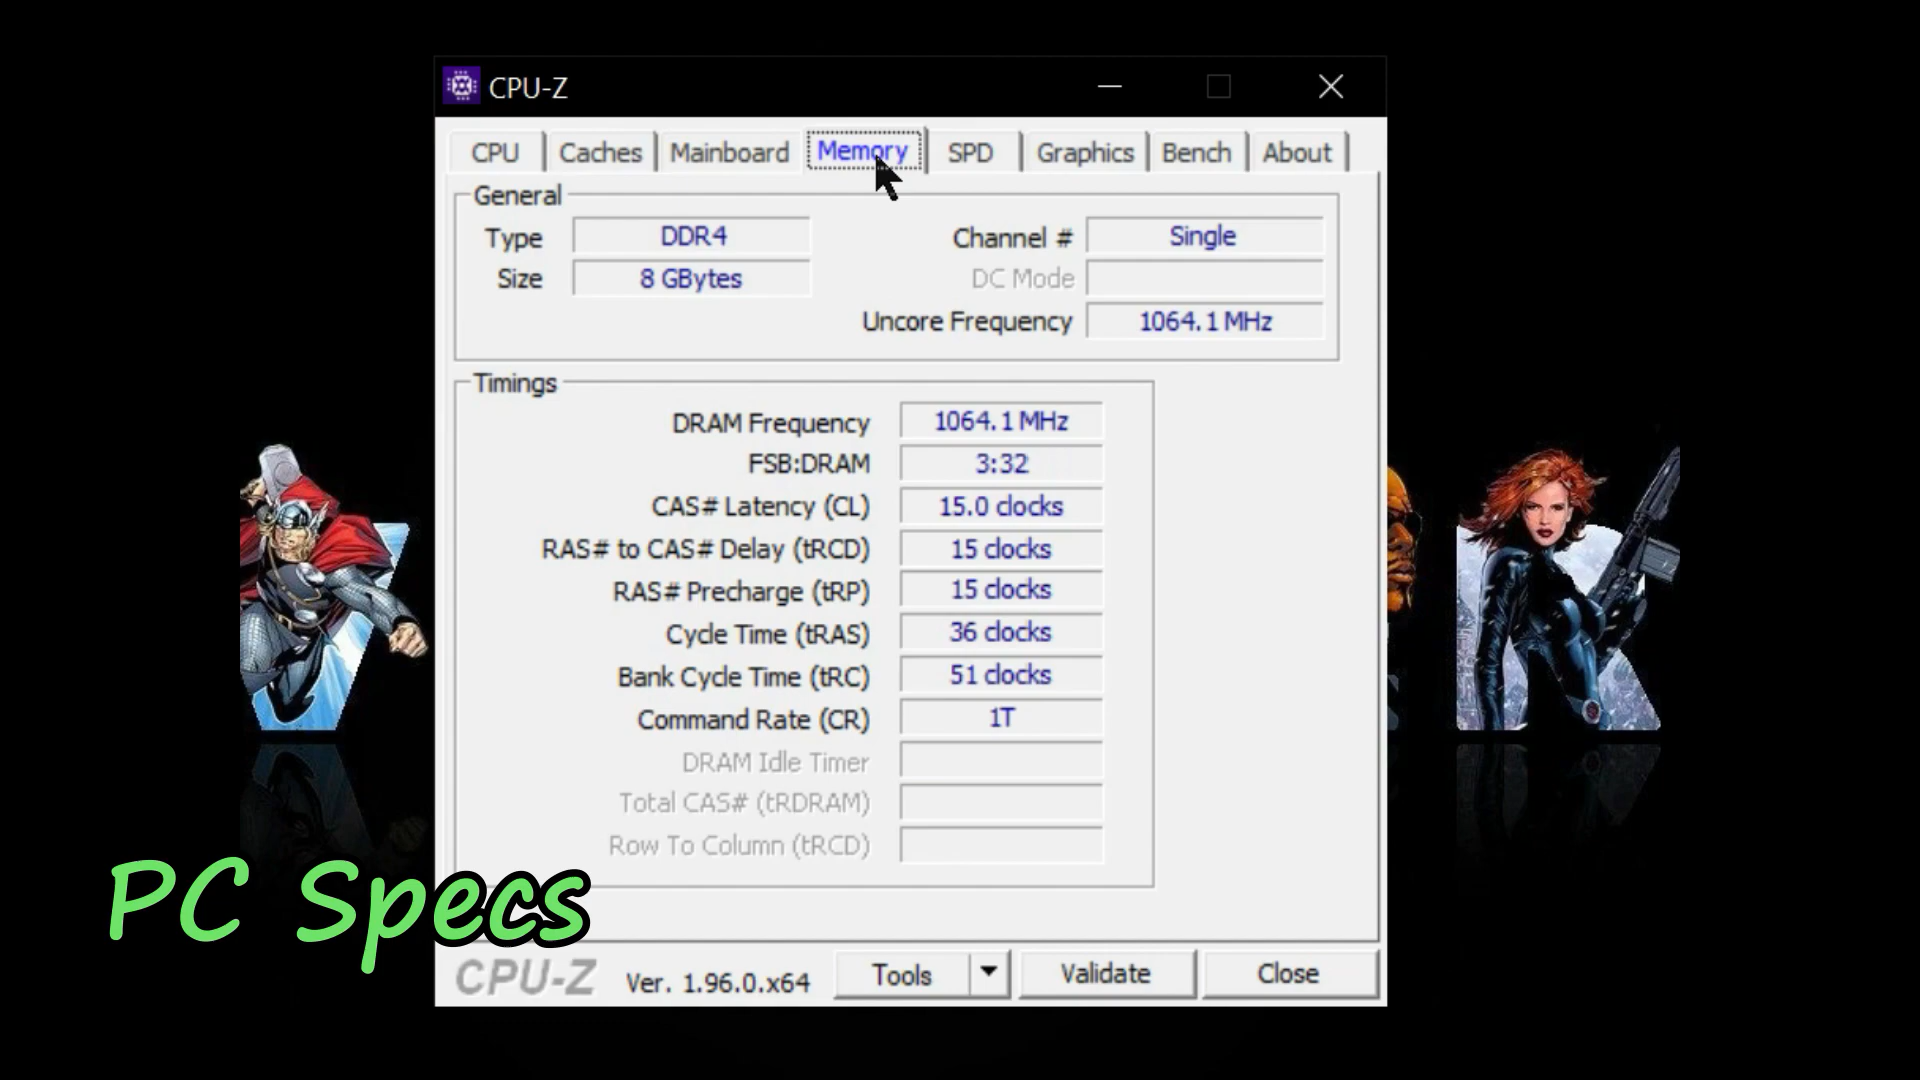 CPU-Z
CPU Caches Mainboard Memory SPD Graphics Bench About
General
Type DDR4 Channel # Single
Size 8 GBytes DC Mode
Uncore Frequency 1064.1 MHz
Timings
DRAM Frequency 1064.1 MHz
FSB:DRAM 3:32
CAS# Latency (CL) 15.0 clocks
RAS# to CAS# Delay (tRCD) 15 clocks
RAS# Precharge (tRP) 15 clocks
Cycle Time (tRAS) 36 clocks
Bank Cycle Time (tRC) 51 clocks
Command Rate (CR) 1T
DRAM Idle Timer
Total CAS# (tRDRAM)
Row To Column (tRCD)
PC Specs
CPU-Z Ver. 1.96.0.x64 Tools Validate Close